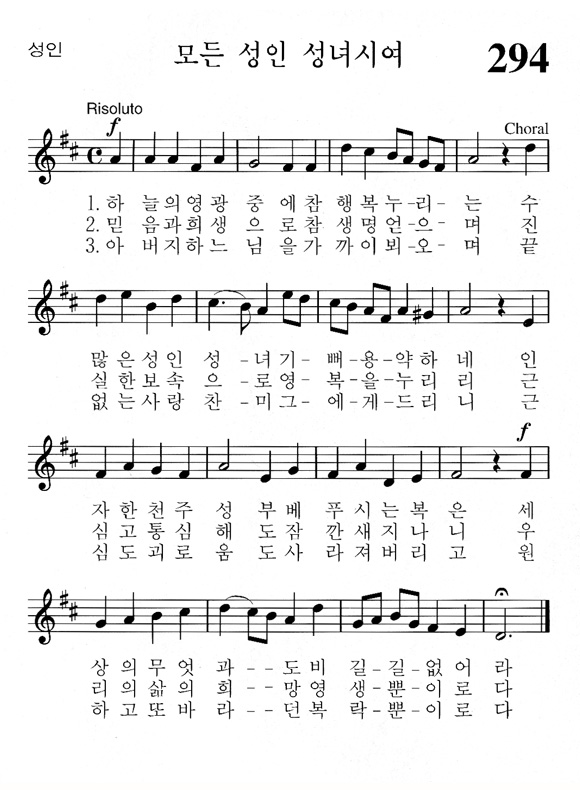 성인
모든 성인 성녀시여
294
Risoluto
f
Choral
1. 하 늘의영광 중 에참 행복누-리- 는 수
2. 믿 음과희생 으 로참 생명언으- 며 진
3. 아 버지하느 님 을가 까이뵈-오- 며 끝
많은성인 성 -녀기- 뻐용-약하 네 인
실한보속 으 -로영- 복-을-누리 리 근
없는사랑 찬 -미그- 에-게-드리 니 근
f
자한천주 성 부베 푸시는복 은 세
심고통심 해 도잠 깐새지나 니 우
심도괴로 움 도사 라져버리 고 원
상의무엇 과--도비 길-길-없어 라
리의삶의 희--망영 생-뿐-이로 다
하고또바 라--던복 락-뿐-이로 다